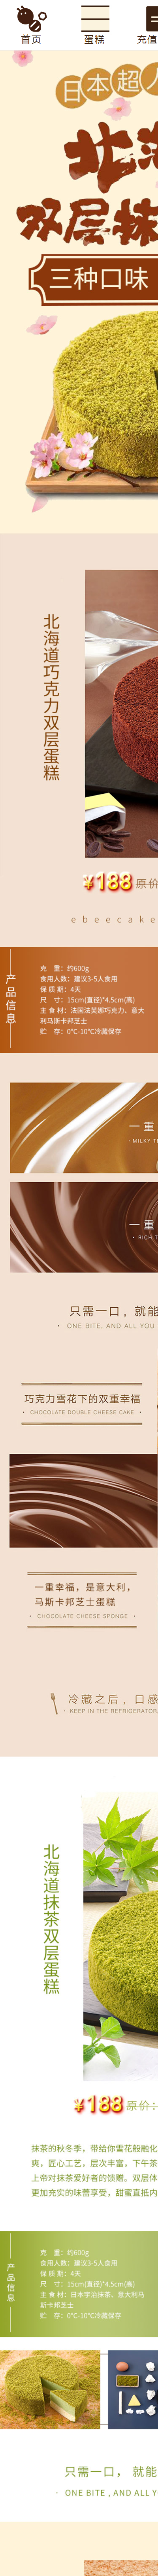 首页
蛋糕
充值
日本超人
北海
双层抹
三种口味
北海道巧克力双层蛋糕
¥188 原价
ebeecake
产品信息
克　重：约600g
食用人数：建议3-5人食用
保 质 期：4天
尺　寸：15cm(直径)*4.5cm(高)
主 食 材：法国法芙娜巧克力、意大
利马斯卡邦芝士
贮　存：0℃-10℃冷藏保存
一重
· MILKY T
一重
· RICH T
只需一口，就能
· ONE BITE, AND ALL YOU
巧克力雪花下的双重幸福
· CHOCOLATE DOUBLE CHEESE CAKE ·
一重幸福，是意大利，
马斯卡邦芝士蛋糕
· CHOCOLATE CHEESE SPONGE ·
冷藏之后，口感
· KEEP IN THE REFRIGERATOR,
北海道抹茶双层蛋糕
¥188 原价：
抹茶的秋冬季，带给你雪花般融化
爽，匠心工艺，层次丰富，下午茶
上帝对抹茶爱好者的馈赠。双层体
更加充实的味蕾享受，甜蜜直抵内
产品信息
克　重：约600g
食用人数：建议3-5人食用
保 质 期：4天
尺　寸：15cm(直径)*4.5cm(高)
主 食 材：日本宇治抹茶、意大利马
斯卡邦芝士
贮　存：0℃-10℃冷藏保存
只需一口， 就能
· ONE BITE , AND ALL Y